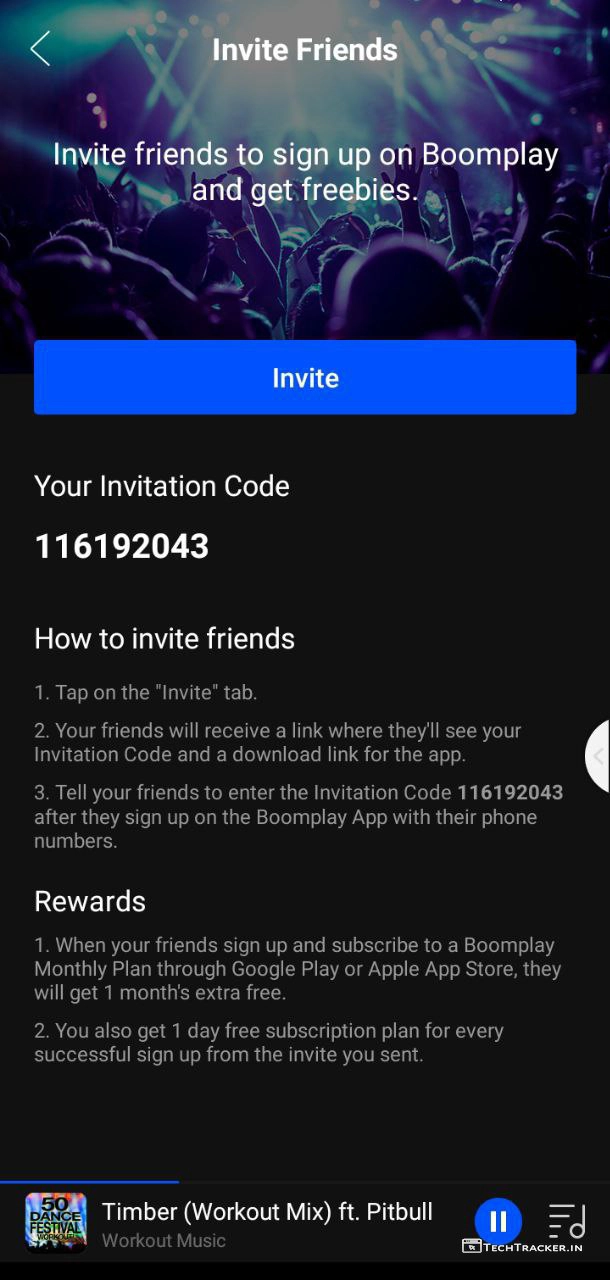 Invite Friends
Invite friends to sign up on Boomplay
and get freebies.
Invite
Your Invitation Code
116192043
How to invite friends
1. Tap on the "Invite" tab.
2. Your friends will receive a link where they'll see your
Invitation Code and a download link for the app.
3. Tell your friends to enter the Invitation Code 116192043
after they sign up on the Boomplay App with their phone
numbers.
Rewards
1. When your friends sign up and subscribe to a Boomplay
Monthly Plan through Google Play or Apple App Store, they
will get 1 month's extra free.
2. You also get 1 day free subscription plan for every
successful sign up from the invite you sent.
50
DANCE
FESTIVAL
WORKOUT
Timber (Workout Mix) ft. Pitbull
Workout Music
TECHTRACKER.IN